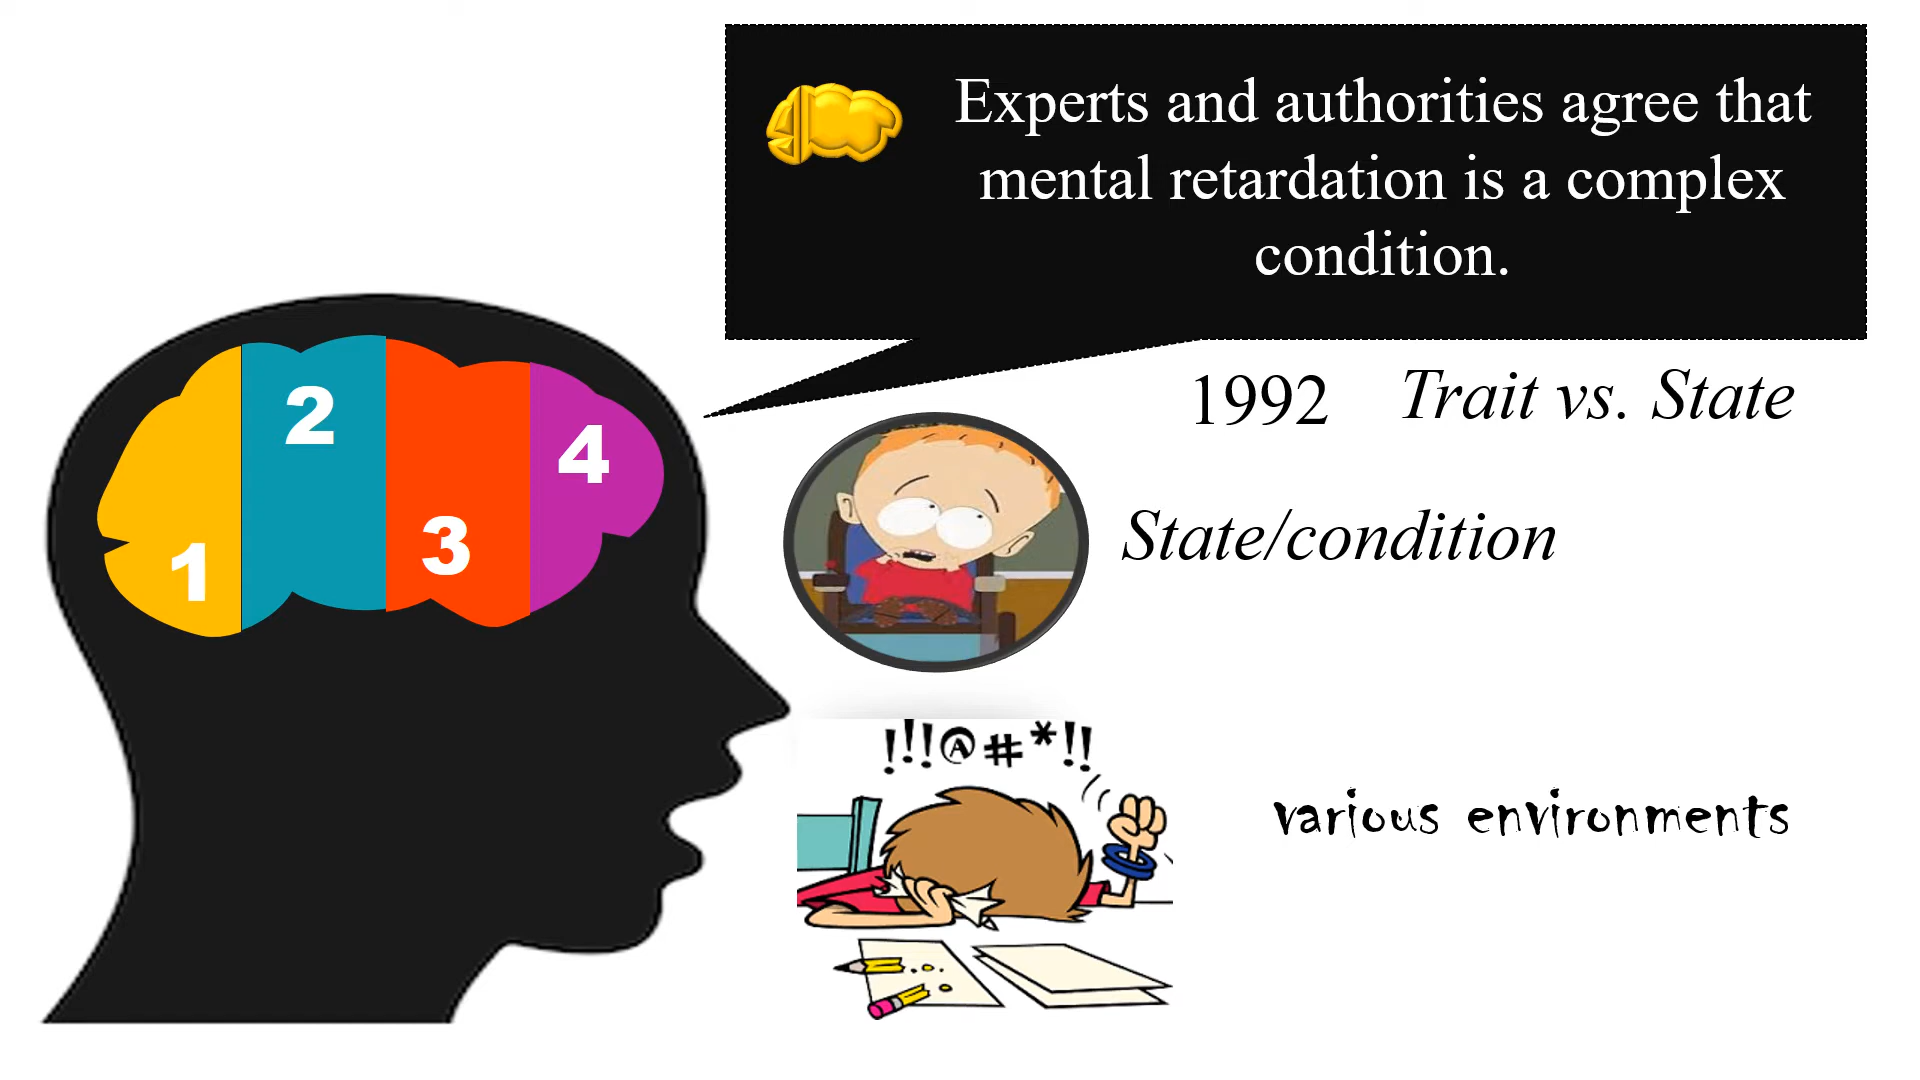 Experts and authorities agree that
mental retardation is a complex
condition.
1992 Trait vs. State
State/condition
1
2
3
4
!!!@#*!!
various environments